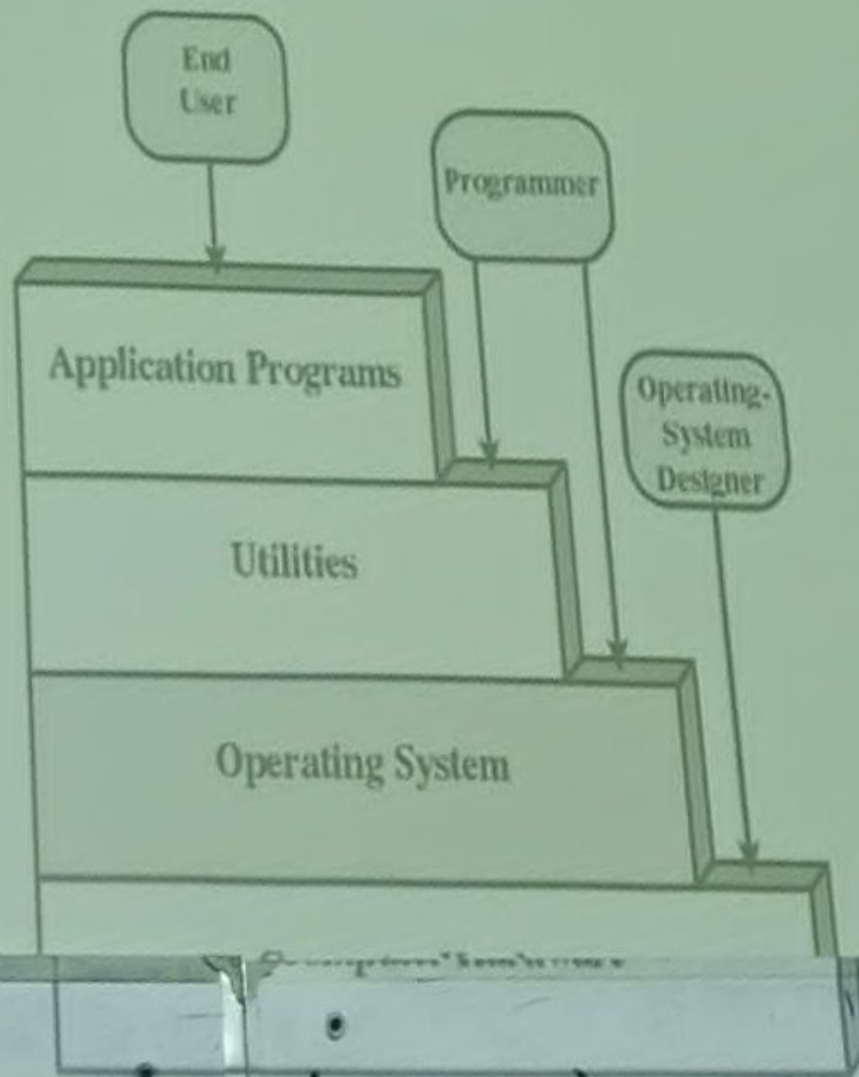 End
User
Programmer
Operating-
System
Designer
Application Programs
Utilities
Operating System